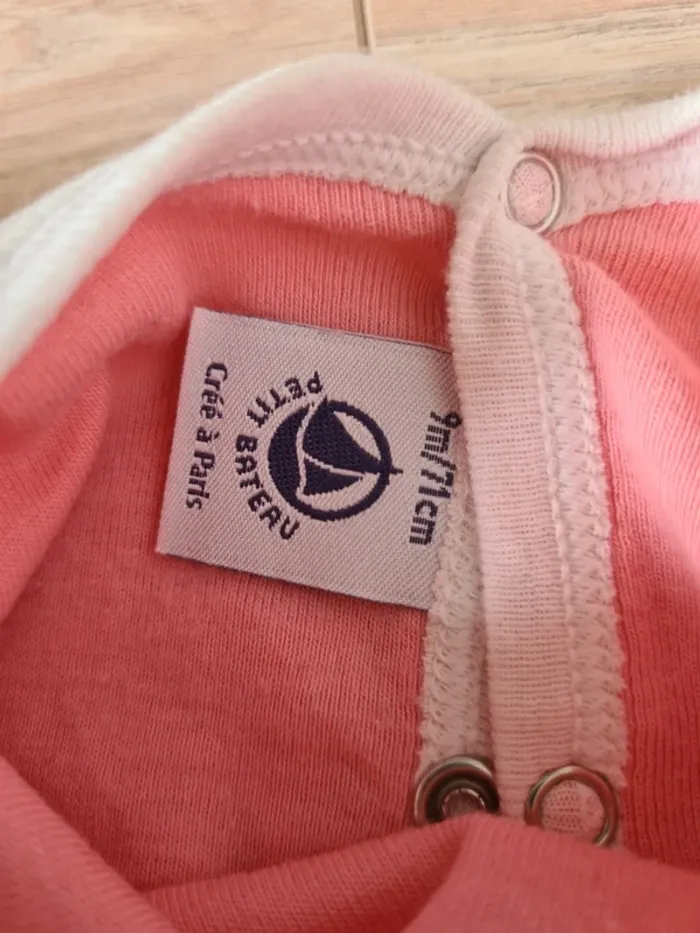 9m/71cm
PETIT BATEAU
Créé à Paris